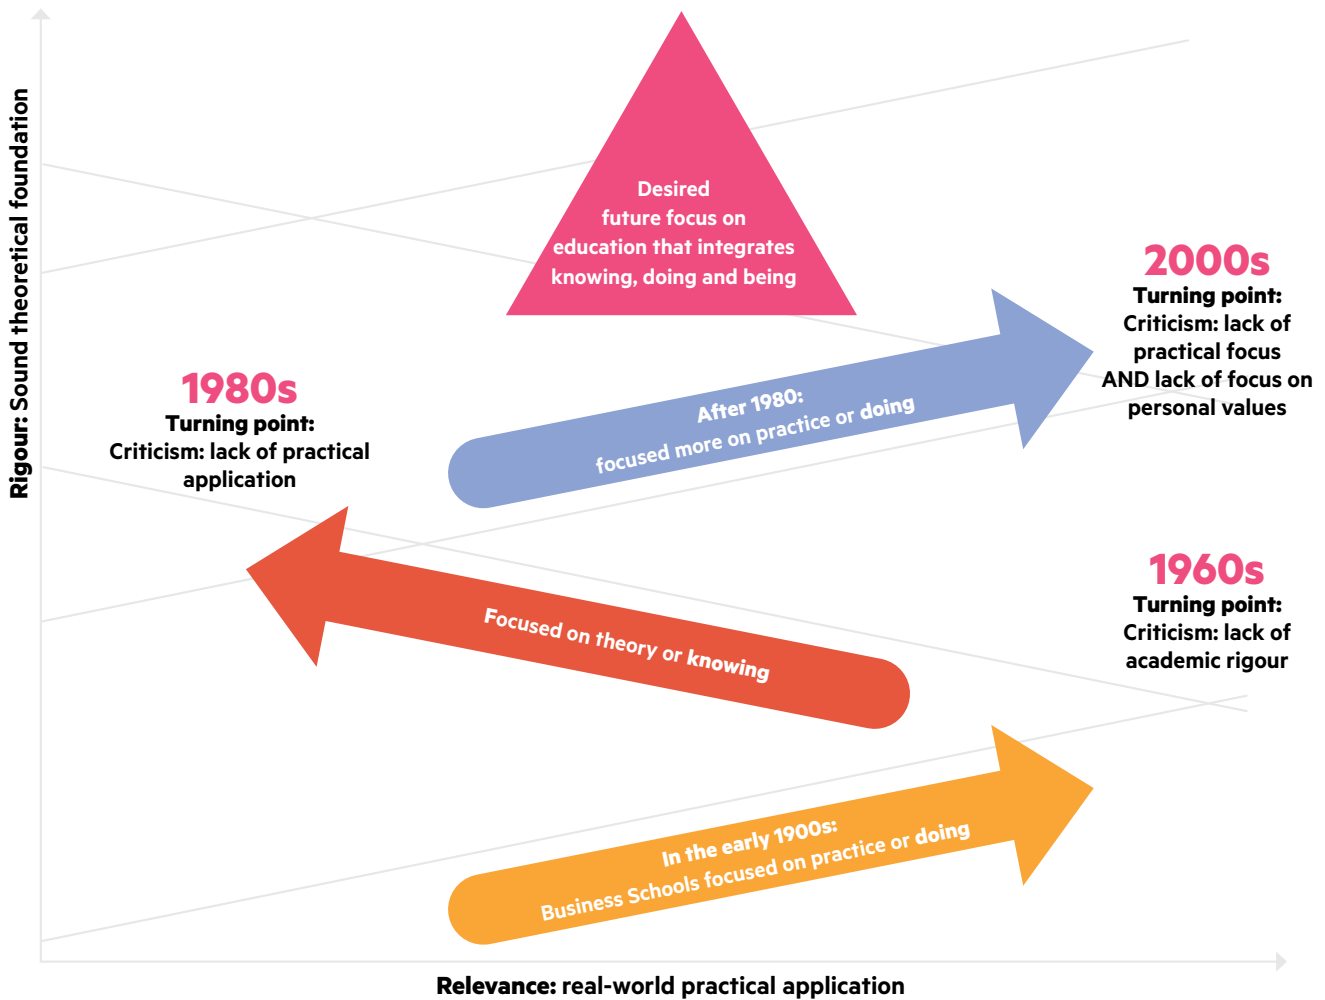 Rigour: Sound theoretical foundation
Desired
future focus on
education that integrates
knowing, doing and being
2000s
Turning point:
Criticism: lack of
practical focus
AND lack of focus on
personal values
1980s
Turning point:
Criticism: lack of practical
application
After 1980:
focused more on practice or doing
Focused on theory or knowing
1960s
Turning point:
Criticism: lack of
academic rigour
In the early 1900s:
Business Schools focused on practice or doing
Relevance: real-world practical application